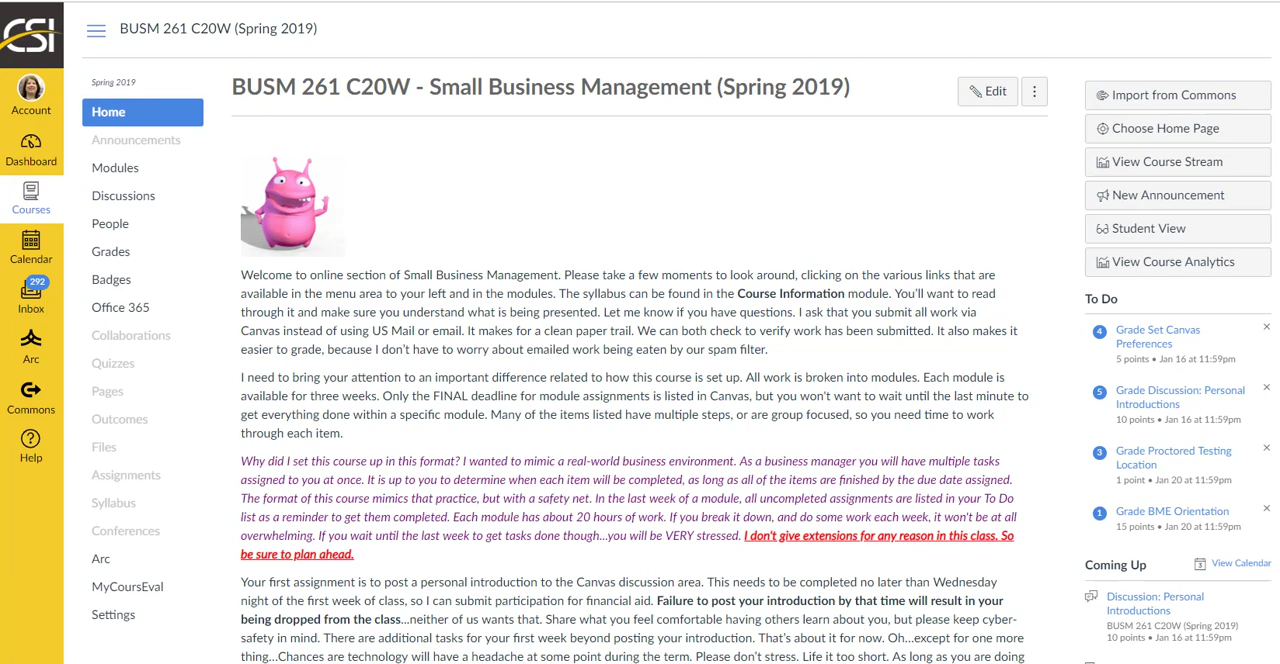 CSI
Account
Dashboard
Courses
Calendar
292
Inbox
Arc
Commons
Help
BUSM 261 C20W (Spring 2019)
Spring 2019
Home
Announcements
Modules
Discussions
People
Grades
Badges
Office 365
Collaborations
Quizzes
Pages
Outcomes
Files
Assignments
Syllabus
Conferences
Arc
MyCoursEval
Settings
BUSM 261 C20W - Small Business Management (Spring 2019)
Edit
Welcome to online section of Small Business Management. Please take a few moments to look around, clicking on the various links that are
available in the menu area to your left and in the modules. The syllabus can be found in the Course Information module. You'll want to read
through it and make sure you understand what is being presented. Let me know if you have questions. I ask that you submit all work via
Canvas instead of using US Mail or email. It makes for a clean paper trail. We can both check to verify work has been submitted. It also makes it
easier to grade, because I don't have to worry about emailed work being eaten by our spam filter.
I need to bring your attention to an important difference related to how this course is set up. All work is broken into modules. Each module is
available for three weeks. Only the FINAL deadline for module assignments is listed in Canvas, but you won't want to wait until the last minute to
get everything done within a specific module. Many of the items listed have multiple steps, or are group focused, so you need time to work
through each item.
Why did I set this course up in this format? I wanted to mimic a real-world business environment. As a business manager you will have multiple tasks
assigned to you at once. It is up to you to determine when each item will be completed, as long as all of the items are finished by the due date assigned.
The format of this course mimics that practice, but with a safety net. In the last week of a module, all uncompleted assignments are listed in your To Do
list as a reminder to get them completed. Each module has about 20 hours of work. If you break it down, and do some work each week, it won't be at all
overwhelming. If you wait until the last week to get tasks done though...you will be VERY stressed. I don't give extensions for any reason in this class. So
be sure to plan ahead.
Your first assignment is to post a personal introduction to the Canvas discussion area. This needs to be completed no later than Wednesday
night of the first week of class, so I can submit participation for financial aid. Failure to post your introduction by that time will result in your
being dropped from the class...neither of us wants that. Share what you feel comfortable having others learn about you, but please keep cyber-
safety in mind. There are additional tasks for your first week beyond posting your introduction. That's about it for now. Oh...except for one more
thing...Chances are technology will have a headache at some point during the term. Please don't stress. Life it too short. As long as you are doing
Import from Commons
Choose Home Page
View Course Stream
New Announcement
Student View
View Course Analytics
To Do
4
Grade Set Canvas
Preferences
5 points • Jan 16 at 11:59pm
5
Grade Discussion: Personal
Introductions
10 points • Jan 16 at 11:59pm
3
Grade Proctored Testing
Location
1 point • Jan 20 at 11:59pm
1
Grade BME Orientation
15 points • Jan 20 at 11:59pm
Coming Up
View Calendar
Discussion: Personal
Introductions
BUSM 261 C20W (Spring 2019)
10 points • Jan 16 at 11:59pm